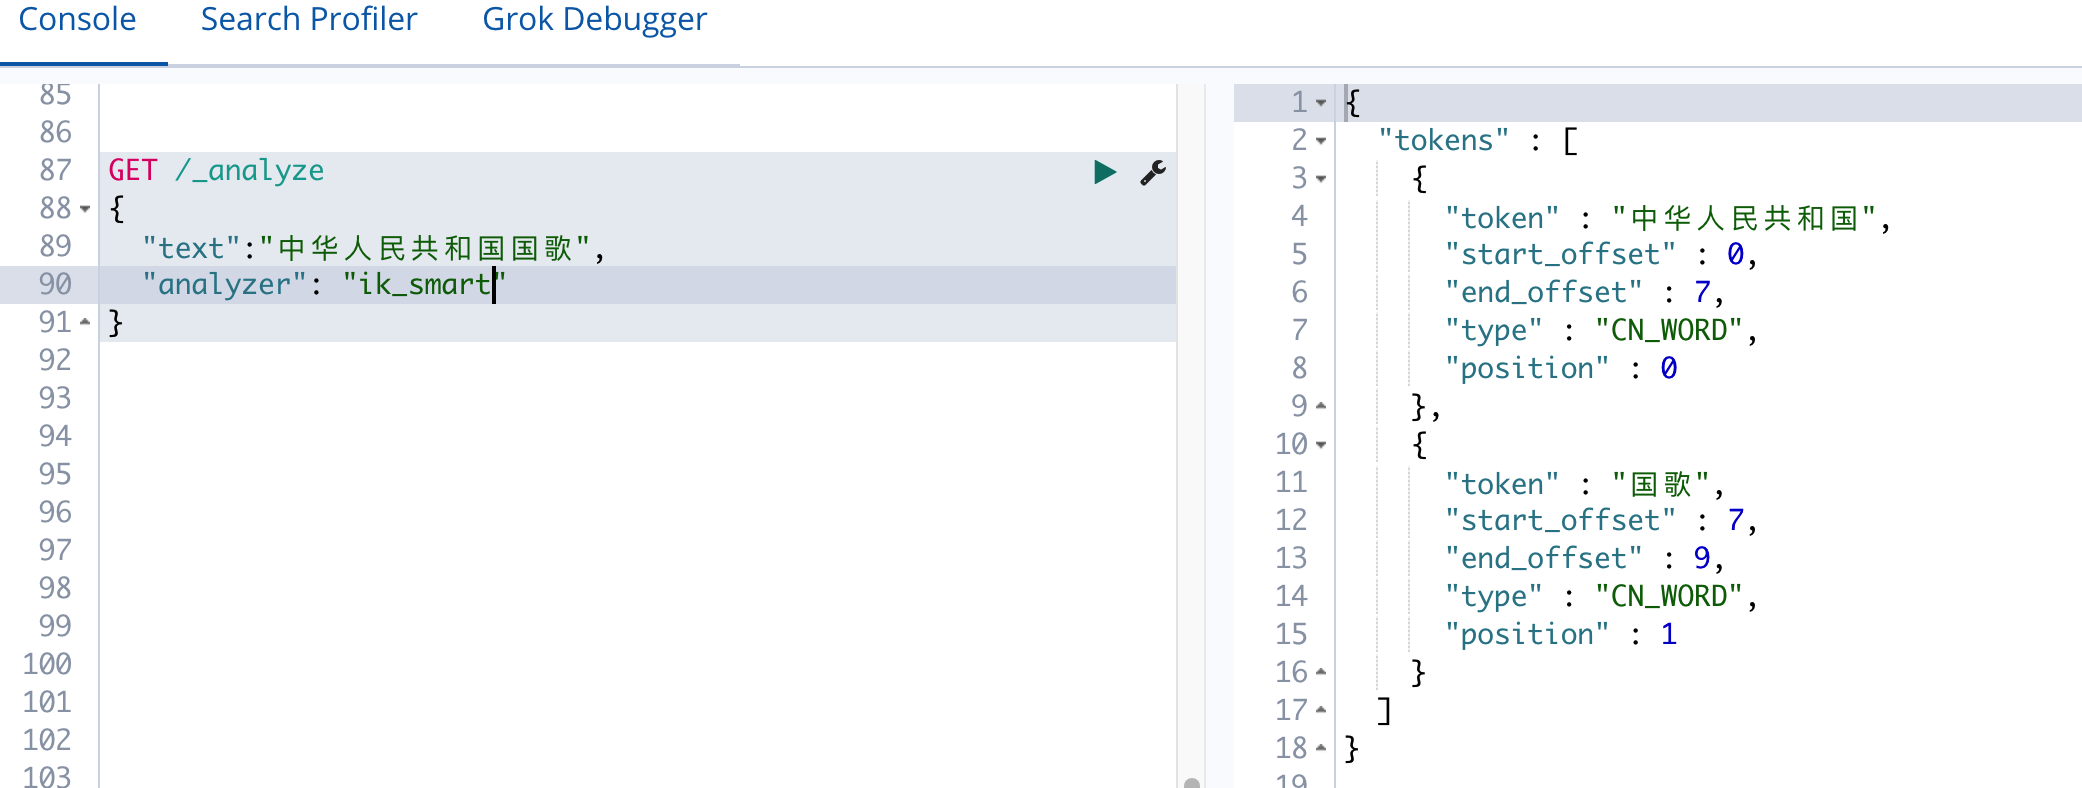 Console Search Profiler Grok Debugger
85
86
87 GET /_analyze
88 {
89 "text":"中华人民共和国国歌",
90 "analyzer": "ik_smart"
91 }
92
93
94
95
96
97
98
99
100
101
102
103
1 {
2 "tokens" : [
3 {
4 "token" : "中华人民共和国",
5 "start_offset" : 0,
6 "end_offset" : 7,
7 "type" : "CN_WORD",
8 "position" : 0
9 },
10 {
11 "token" : "国歌",
12 "start_offset" : 7,
13 "end_offset" : 9,
14 "type" : "CN_WORD",
15 "position" : 1
16 }
17 ]
18 }
19